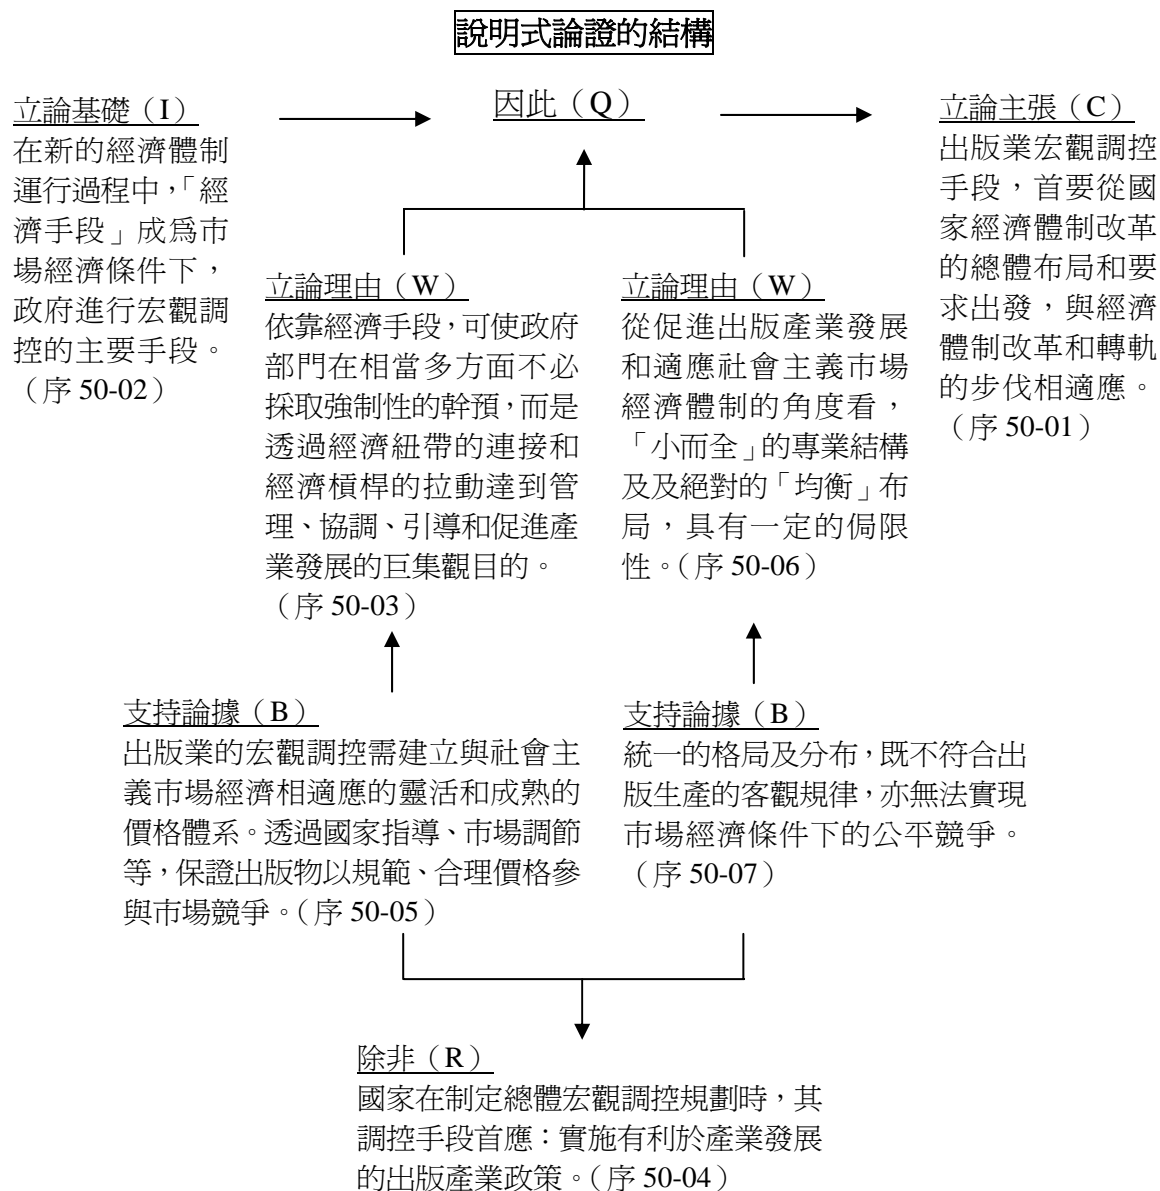 說明式論證的結構
立論基礎（I）
在新的經濟體制
運行過程中，「經
濟手段」成爲市
場經濟條件下，
政府進行宏觀調
控的主要手段。
（序 50-02）
因此（Q）
立論主張（C）
出版業宏觀調控
手段，首要從國
家經濟體制改革
的總體布局和要
求出發，與經濟
體制改革和轉軌
的步伐相適應。
（序 50-01）
立論理由（W）
依靠經濟手段，可使政府
部門在相當多方面不必
採取強制性的幹預，而是
透過經濟紐帶的連接和
經濟槓桿的拉動達到管
理、協調、引導和促進產
業發展的巨集觀目的。
（序 50-03）
立論理由（W）
從促進出版產業發展
和適應社會主義市場
經濟體制的角度看，
「小而全」的專業結構
及及絕對的「均衡」布
局，具有一定的侷限
性。（序 50-06）
支持論據（B）
出版業的宏觀調控需建立與社會主
義市場經濟相適應的靈活和成熟的
價格體系。透過國家指導、市場調節
等，保證出版物以規範、合理價格參
與市場競爭。（序 50-05）
支持論據（B）
統一的格局及分布，既不符合出
版生產的客觀規律，亦無法實現
市場經濟條件下的公平競爭。
（序 50-07）
除非（R）
國家在制定總體宏觀調控規劃時，其
調控手段首應：實施有利於產業發展
的出版產業政策。（序 50-04）